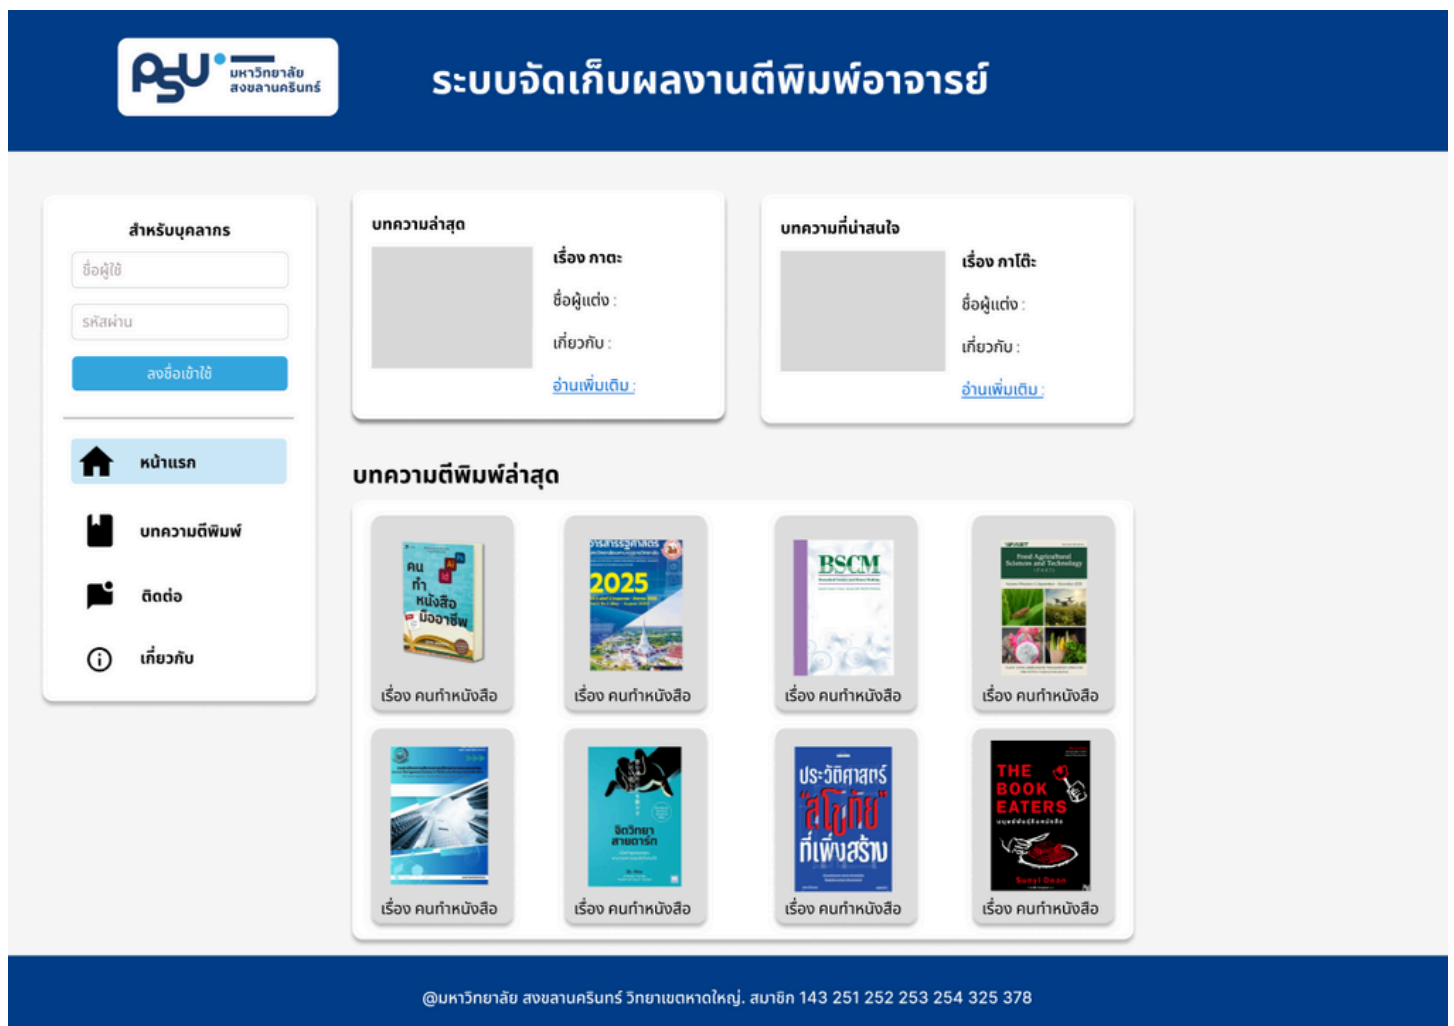 PSU
มหาวิทยาลัย
สงขลานครินทร์
ระบบจัดเก็บผลงานตีพิมพ์อาจารย์
สำหรับบุคลากร
ชื่อผู้ใช้
รหัสผ่าน
ลงชื่อเข้าใช้
หน้าแรก
บทความตีพิมพ์
ติดต่อ
เกี่ยวกับ
บทความล่าสุด
เรื่อง กาตะ
ชื่อผู้แต่ง :
เกี่ยวกับ :
อ่านเพิ่มเติม :
บทความที่น่าสนใจ
เรื่อง กาโต๊ะ
ชื่อผู้แต่ง :
เกี่ยวกับ :
อ่านเพิ่มเติม :
บทความตีพิมพ์ล่าสุด
คน
ทำ
หนังสือ
มืออาชีพ
Ps
Ai
Id
เรื่อง คนทำหนังสือ
2025
เรื่อง คนทำหนังสือ
BSCM
เรื่อง คนทำหนังสือ
Food Agricultural
Sciences and Technology
เรื่อง คนทำหนังสือ
เรื่อง คนทำหนังสือ
จิตวิทยา
สายดาร์ก
เรื่อง คนทำหนังสือ
ประวัติศาสตร์
"สุโขทัย"
ที่เพิ่งสร้าง
เรื่อง คนทำหนังสือ
THE
BOOK
EATERS
มนุษย์พันธุ์กินหนังสือ
Sunyi Dean
เรื่อง คนทำหนังสือ
@มหาวิทยาลัย สงขลานครินทร์ วิทยาเขตหาดใหญ่. สมาชิก 143 251 252 253 254 325 378